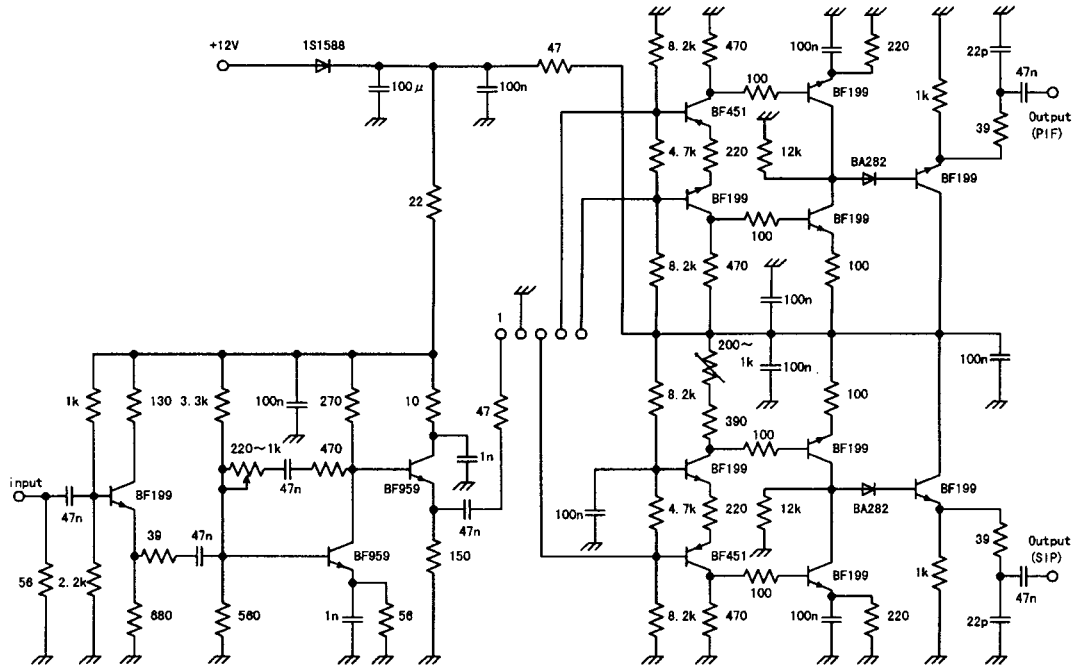 +12V
1S1588
100μ
100n
47
22
8.2k
470
100n
220
22p
47n
Output
(PIF)
100
BF199
1k
39
BF451
4.7k
220
12k
BA282
BF199
BF199
100
BF199
8.2k
470
100
100n
1
200~
1k
100n
100n
1k
130
3.3k
100n
270
10
47
8.2k
390
100
100
220~1k
470
1n
BF199
input
47n
BF199
47n
BF959
47n
100n
BF199
4.7k
220
12k
BA282
BF199
39
Output
(SIP)
47n
39
47n
BF959
150
BF451
BF199
1k
56
2.2k
680
560
1n
56
8.2k
470
100
100n
220
22p